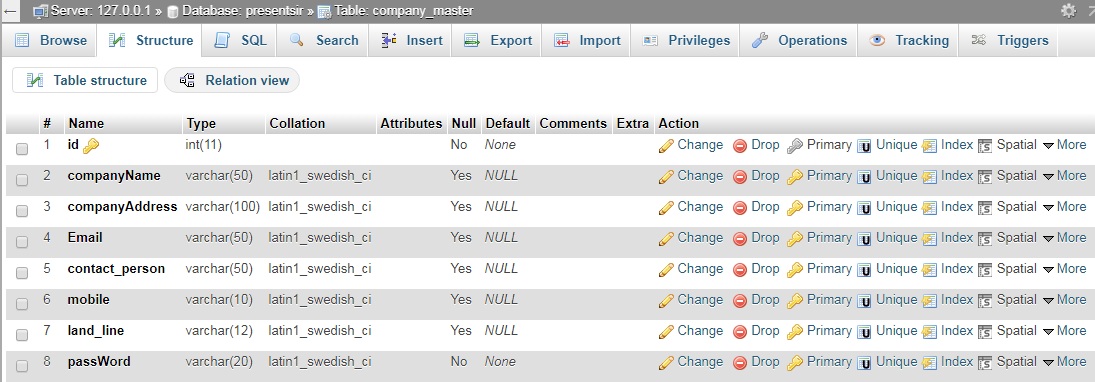 ← Server: 127.0.0.1 » Database: presentsir » Table: company_master
Browse Structure SQL Search Insert Export Import Privileges Operations Tracking Triggers
Table structure Relation view
# Name Type Collation Attributes Null Default Comments Extra Action
1 id int(11) No None Change Drop Primary Unique Index Spatial More
2 companyName varchar(50) latin1_swedish_ci Yes NULL Change Drop Primary Unique Index Spatial More
3 companyAddress varchar(100) latin1_swedish_ci Yes NULL Change Drop Primary Unique Index Spatial More
4 Email varchar(50) latin1_swedish_ci Yes NULL Change Drop Primary Unique Index Spatial More
5 contact_person varchar(50) latin1_swedish_ci Yes NULL Change Drop Primary Unique Index Spatial More
6 mobile varchar(10) latin1_swedish_ci Yes NULL Change Drop Primary Unique Index Spatial More
7 land_line varchar(12) latin1_swedish_ci Yes NULL Change Drop Primary Unique Index Spatial More
8 passWord varchar(20) latin1_swedish_ci No None Change Drop Primary Unique Index Spatial More